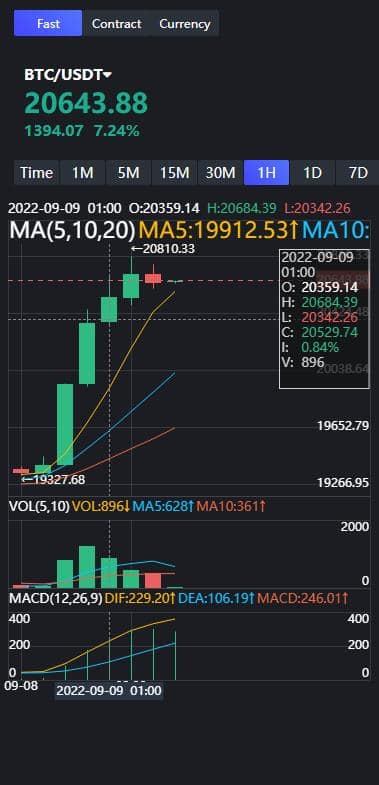 Fast Contract Currency
BTC/USDT
20643.88
1394.07 7.24%
Time 1M 5M 15M 30M 1H 1D 7D
2022-09-09 01:00 O:20359.14 H:20684.39 L:20342.26
MA(5,10,20) MA5:19912.53↑ MA10:
←20810.33
2022-09-09
01:00
O: 20359.14
H: 20684.39
L: 20342.26
C: 20529.74
I: 0.84%
V: 896
20038.64
19652.79
←19327.68
19266.95
VOL(5,10) VOL:896↓ MA5:628↑ MA10:361↑
2000
0
MACD(12,26,9) DIF:229.20↑ DEA:106.19↑ MACD:246.01↑
400 400
200 200
0 0
09-08 2022-09-09 01:00